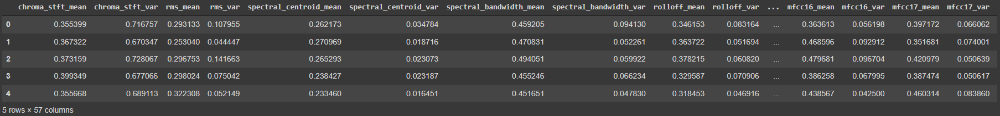 chroma_stft_mean chroma_stft_var rms_mean rms_var spectral_centroid_mean spectral_centroid_var spectral_bandwidth_mean spectral_bandwidth_var rolloff_mean rolloff_var ... mfcc16_mean mfcc16_var mfcc17_mean mfcc17_var
0 0.355399 0.716757 0.293133 0.107955 0.262173 0.034784 0.459205 0.094130 0.346153 0.083164 ... 0.363613 0.056198 0.397172 0.066062
1 0.367322 0.670347 0.253040 0.044447 0.270969 0.018716 0.470831 0.052261 0.363722 0.051694 ... 0.468596 0.092912 0.351681 0.074001
2 0.373159 0.728067 0.296753 0.141663 0.265293 0.023073 0.494051 0.059922 0.378215 0.060820 ... 0.479681 0.096704 0.420979 0.050639
3 0.399349 0.677066 0.298024 0.075042 0.238427 0.023187 0.455246 0.066234 0.329587 0.070906 ... 0.386258 0.067995 0.387474 0.050617
4 0.355668 0.689113 0.322308 0.052149 0.233460 0.016451 0.451651 0.047830 0.318453 0.046916 ... 0.438567 0.042500 0.460314 0.083860
5 rows × 57 columns